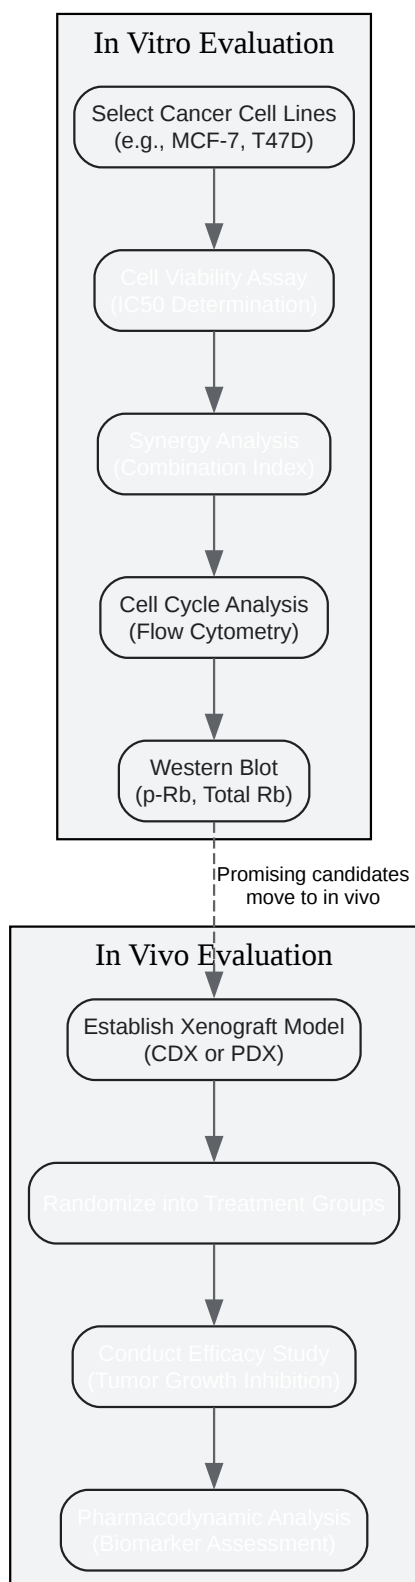 In Vitro Evaluation
Select Cancer Cell Lines
(e.g., MCF-7, T47D)
Cell Viability Assay
(IC50 Determination)
Synergy Analysis
(Combination Index)
Cell Cycle Analysis
(Flow Cytometry)
Western Blot
(p-Rb, Total Rb)
Promising candidates
move to in vivo
In Vivo Evaluation
Establish Xenograft Model
(CDX or PDX)
Randomize into Treatment Groups
Conduct Efficacy Study
(Tumor Growth Inhibition)
Pharmacodynamic Analysis
(Biomarker Assessment)